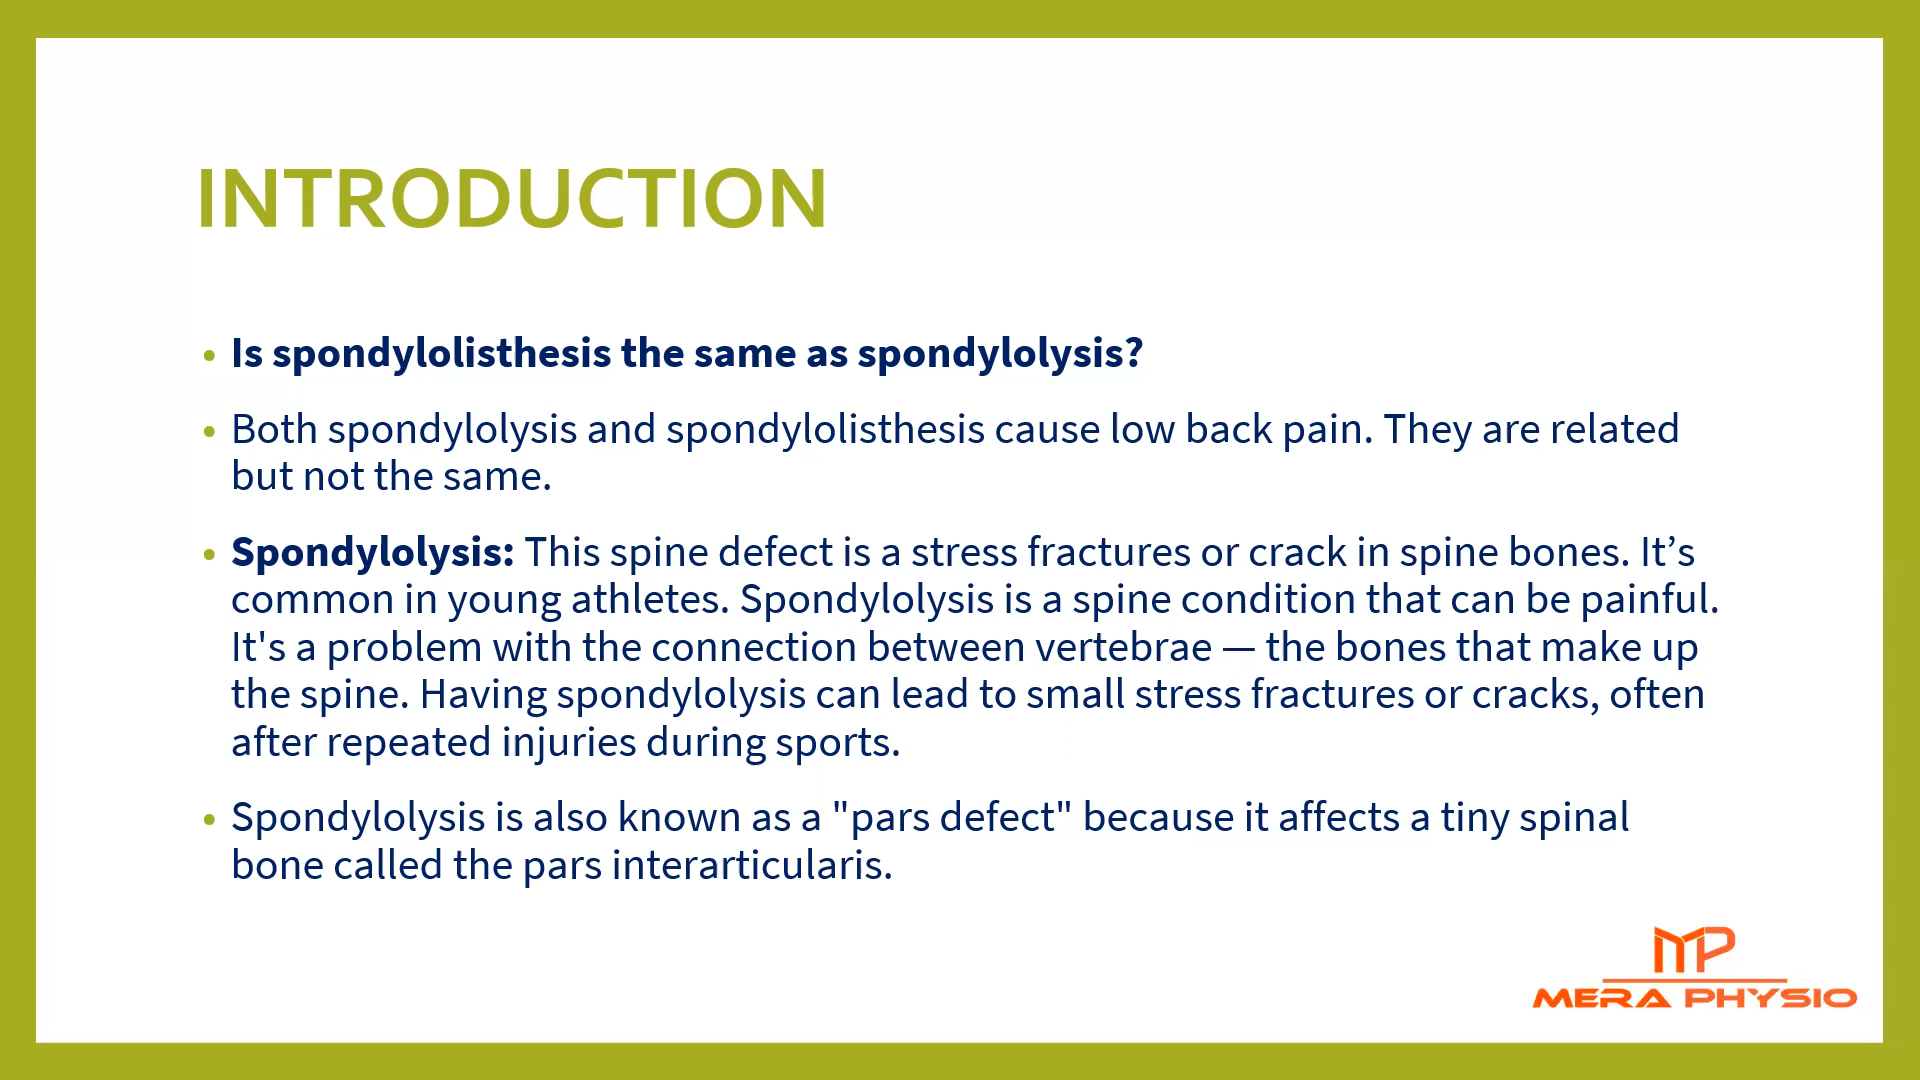 INTRODUCTION
• Is spondylolisthesis the same as spondylolysis?
• Both spondylolysis and spondylolisthesis cause low back pain. They are related
but not the same.
• Spondylolysis: This spine defect is a stress fractures or crack in spine bones. It’s
common in young athletes. Spondylolysis is a spine condition that can be painful.
It's a problem with the connection between vertebrae — the bones that make up
the spine. Having spondylolysis can lead to small stress fractures or cracks, often
after repeated injuries during sports.
• Spondylolysis is also known as a "pars defect" because it affects a tiny spinal
bone called the pars interarticularis.
MP
MERA PHYSIO